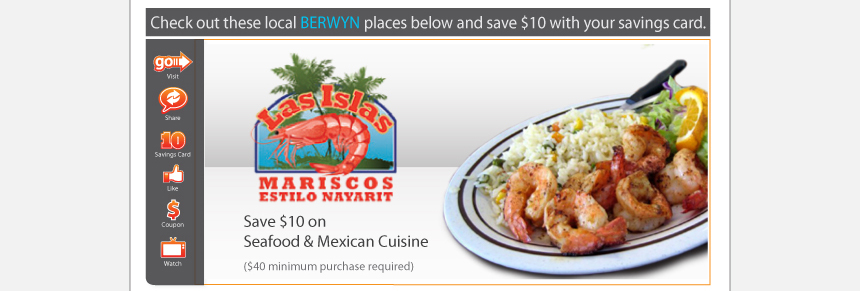 Check out these local BERWYN places below and save $10 with your savings card.
go
Visit
Share
10
Savings Card
Like
$
Coupon
Watch
Las Islas
MARISCOS
ESTILO NAYARIT
Save $10 on
Seafood & Mexican Cuisine
($40 minimum purchase required)